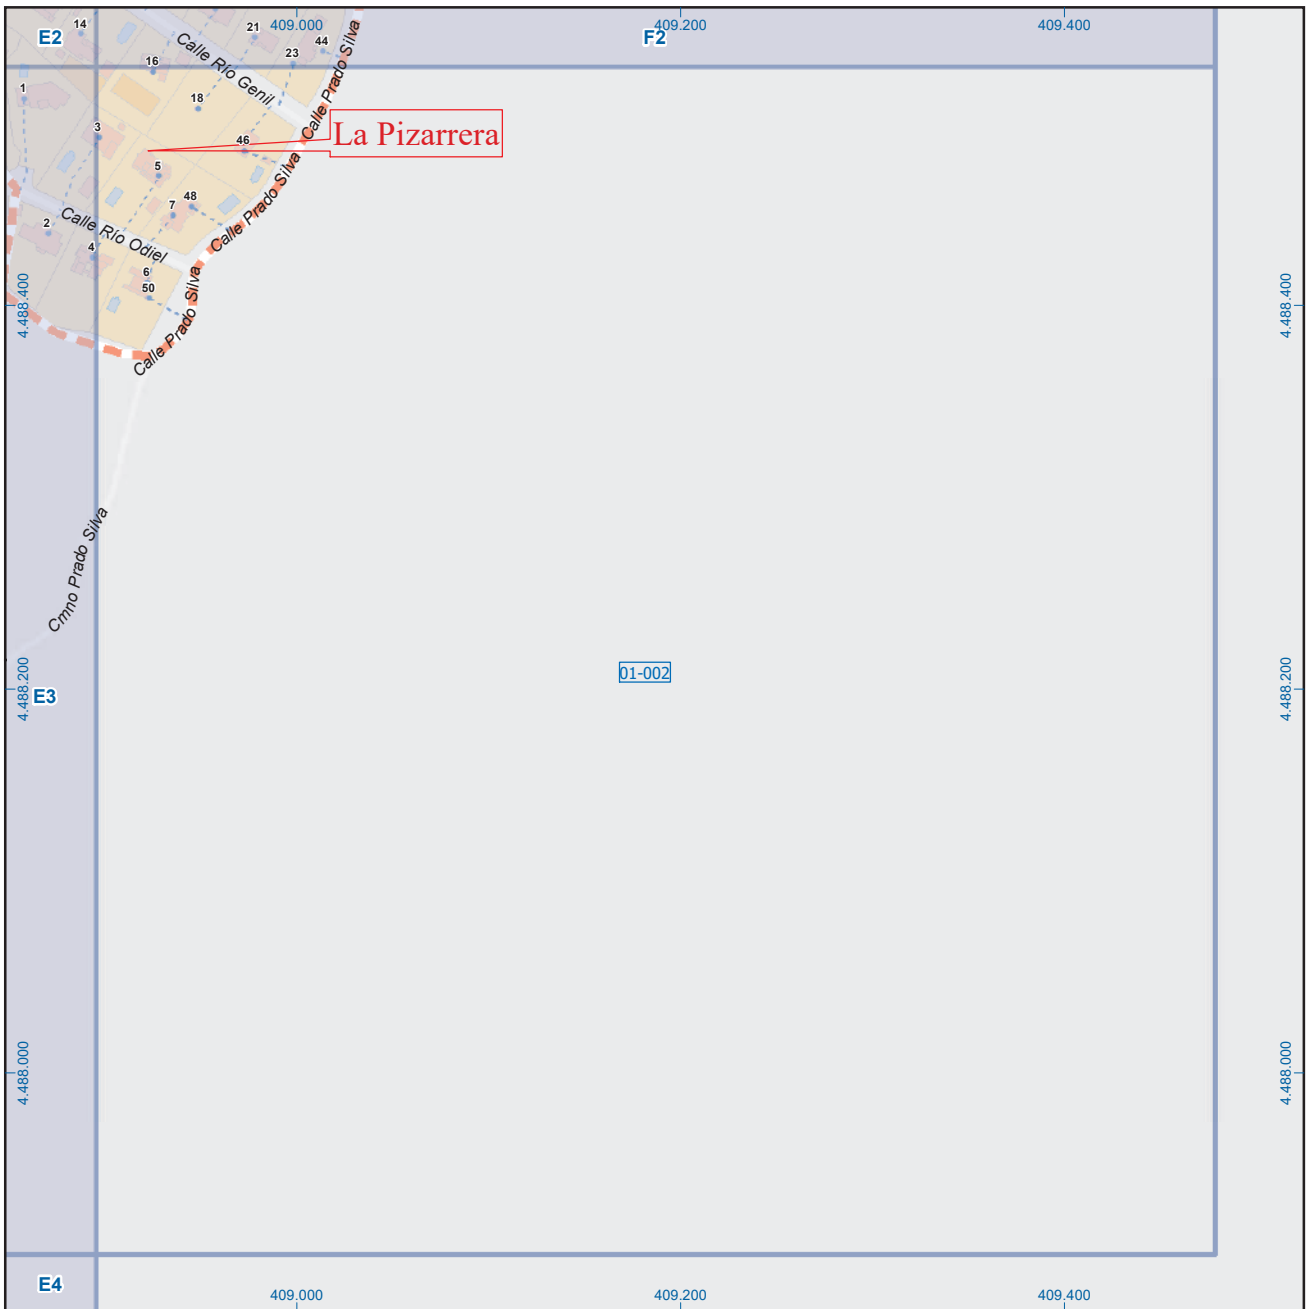 409.000
409.200
409.400
E2
F2
14
21
44
23
16
Calle Río Genil
Calle Prado Silva
1
18
3
46
La Pizarrera
5
Calle Prado Silva
7
48
2
Calle Río Odiel
4
6
50
Calle Prado Silva
4.488.400
4.488.400
Cmno Prado Silva
01-002
4.488.200
4.488.200
E3
4.488.000
4.488.000
E4
409.000
409.200
409.400